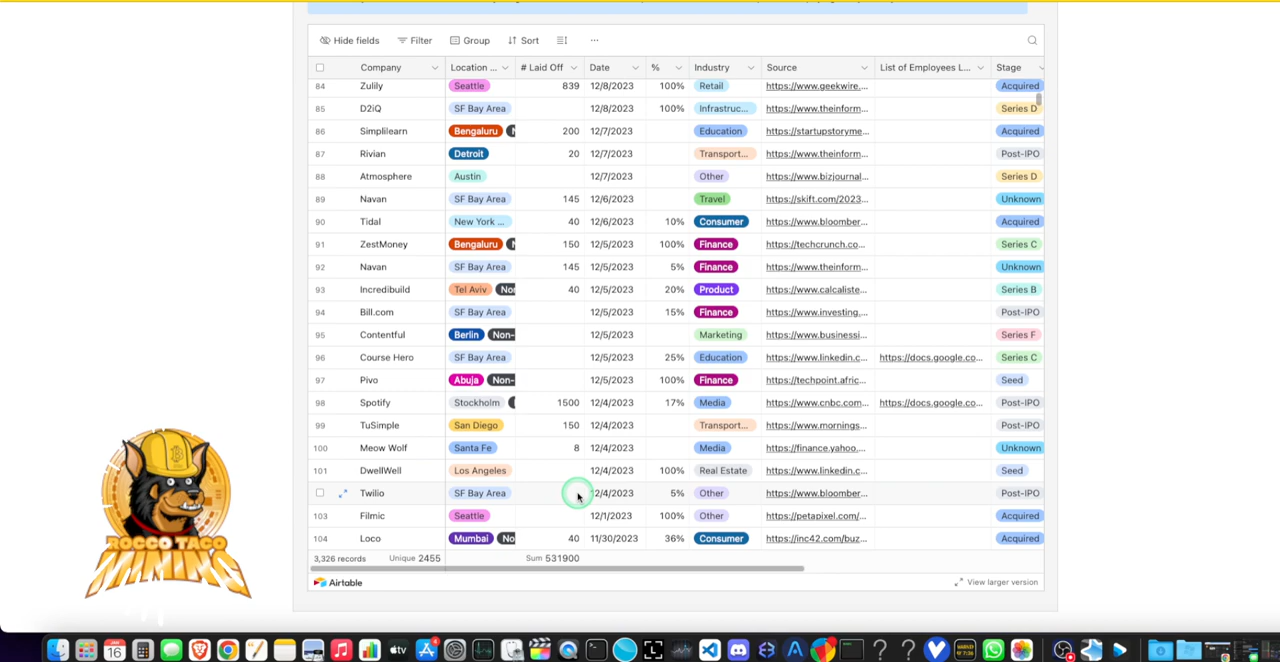 Hide fields Filter Group Sort ...
Company Location ... # Laid Off Date % Industry Source List of Employees L... Stage
84 Zulily Seattle 839 12/8/2023 100% Retail https://www.geekwire.... Acquired
85 D2iQ SF Bay Area 12/8/2023 100% Infrastruc... https://www.theinform... Series D
86 Simplilearn Bengaluru N 200 12/7/2023 Education https://startupstoryme... Acquired
87 Rivian Detroit 20 12/7/2023 Transport... https://www.theinform... Post-IPO
88 Atmosphere Austin 12/7/2023 Other https://www.bizjournal... Series D
89 Navan SF Bay Area 145 12/6/2023 Travel https://skift.com/2023... Unknown
90 Tidal New York ... 40 12/6/2023 10% Consumer https://www.bloomber... Acquired
91 ZestMoney Bengaluru N 150 12/5/2023 100% Finance https://techcrunch.co... Series C
92 Navan SF Bay Area 145 12/5/2023 5% Finance https://www.theinform... Unknown
93 Incredibuild Tel Aviv Nor 40 12/5/2023 20% Product https://www.calcaliste... Series B
94 Bill.com SF Bay Area 12/5/2023 15% Finance https://www.investing.... Post-IPO
95 Contentful Berlin Non- 12/5/2023 Marketing https://www.businessi... Series F
96 Course Hero SF Bay Area 12/5/2023 25% Education https://www.linkedin.c... https://docs.google.co... Series C
97 Pivo Abuja Non- 12/5/2023 100% Finance https://techpoint.afric... Seed
98 Spotify Stockholm 1500 12/4/2023 17% Media https://www.cnbc.com... https://docs.google.co... Post-IPO
99 TuSimple San Diego 150 12/4/2023 Transport... https://www.mornings... Post-IPO
100 Meow Wolf Santa Fe 8 12/4/2023 Media https://finance.yahoo.... Unknown
101 DwellWell Los Angeles 12/4/2023 100% Real Estate https://www.linkedin.c... Seed
Twilio SF Bay Area 12/4/2023 5% Other https://www.bloomber... Post-IPO
103 Filmic Seattle 12/1/2023 100% Other https://petapixel.com/... Acquired
104 Loco Mumbai No 40 11/30/2023 36% Consumer https://inc42.com/buz... Acquired
3,326 records Unique 2455 Sum 531900
Airtable View larger version
ROCCO TACO
MINING
JAN
16
tv